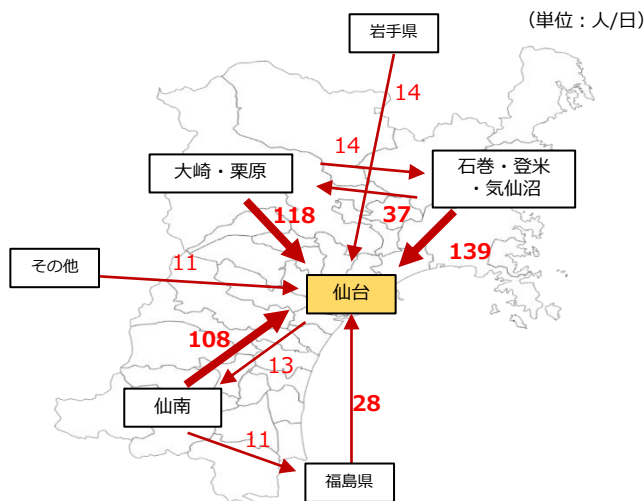 (単位：人/日)
岩手県
14
14
大崎・栗原
石巻・登米
・気仙沼
118
37
139
その他
11
仙台
108
13
28
仙南
11
福島県